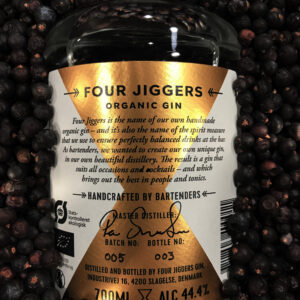 FOUR JIGGERS
ORGANIC GIN
Four Jiggers is the name of our own handmade
organic gin – and it's also the name of the spirit measure
that we use to ensure perfectly balanced drinks at the bar.
As bartenders, we wanted to create our own unique gin,
in our own beautiful distillery. The result is a gin that
suits all occasions and cocktails – and which
brings out the best in people and tonics.
HANDCRAFTED BY BARTENDERS
MASTER DISTILLER:
BATCH NO: BOTTLE NO:
005 003
Stats-
kontrolleret
økologisk
DISTILLED AND BOTTLED BY FOUR JIGGERS GIN,
INDUSTRIVEJ 16, 4200 SLAGELSE, DENMARK
700ML ALC 44.4%